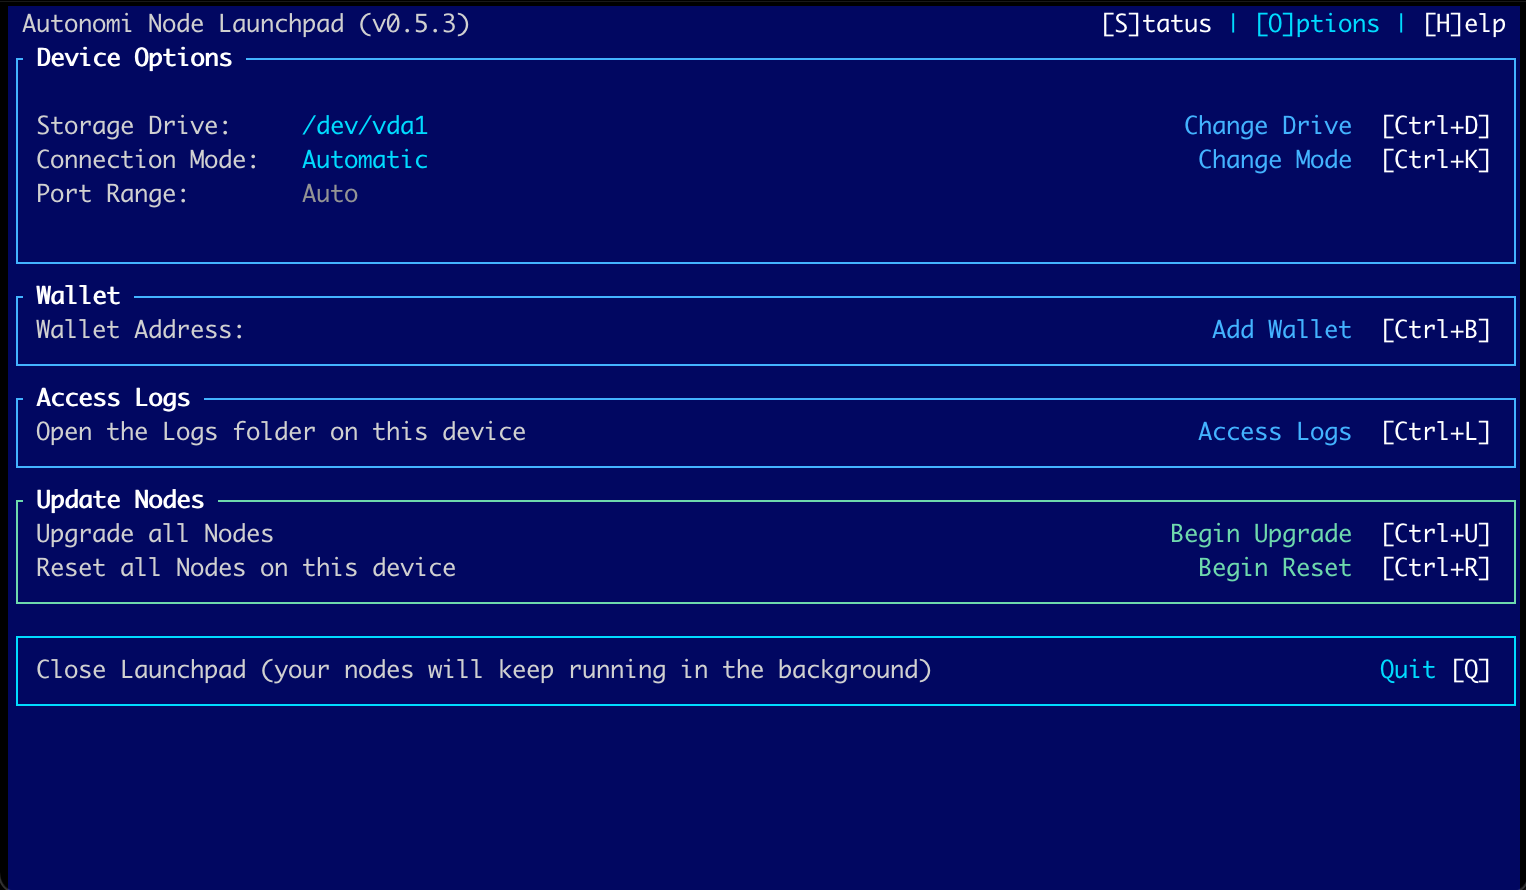 Autonomi Node Launchpad (v0.5.3) [S]tatus | [O]ptions | [H]elp
Device Options
Storage Drive: /dev/vda1 Change Drive [Ctrl+D]
Connection Mode: Automatic Change Mode [Ctrl+K]
Port Range: Auto
Wallet
Wallet Address: Add Wallet [Ctrl+B]
Access Logs
Open the Logs folder on this device Access Logs [Ctrl+L]
Update Nodes
Upgrade all Nodes Begin Upgrade [Ctrl+U]
Reset all Nodes on this device Begin Reset [Ctrl+R]
Close Launchpad (your nodes will keep running in the background) Quit [Q]